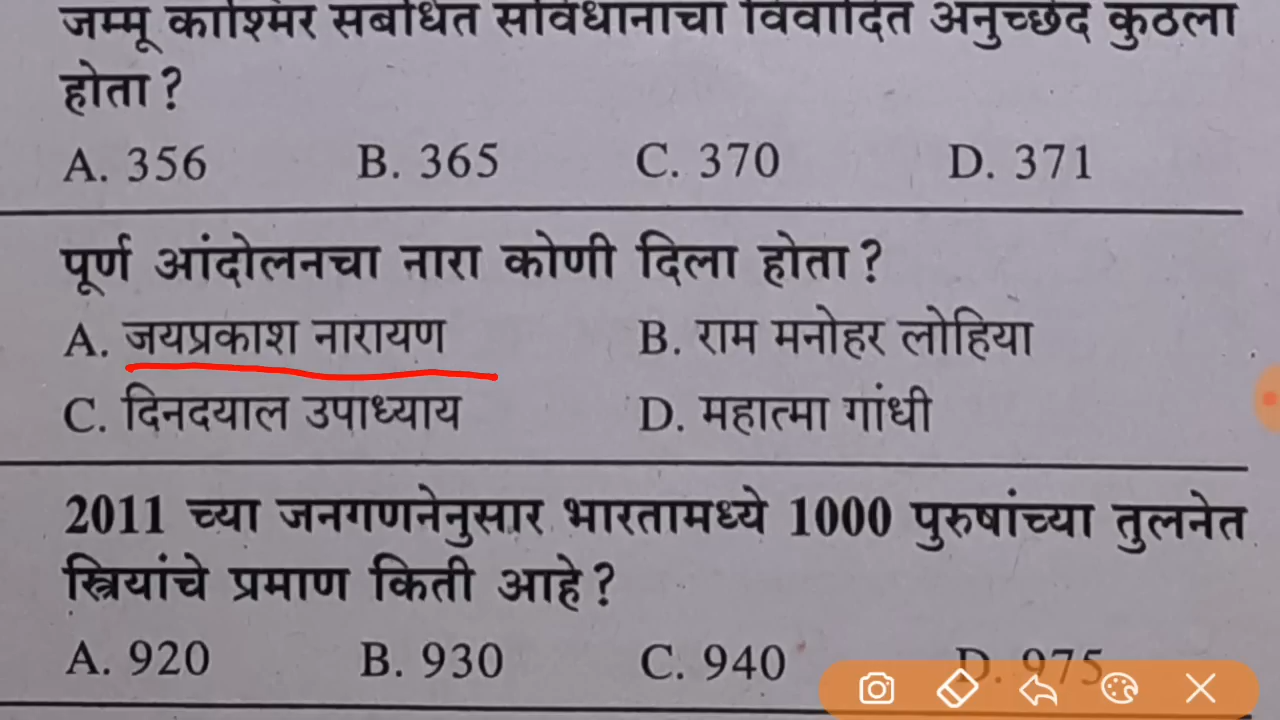 जम्मू काश्मिर संबंधित संविधानाचा विवादित अनुच्छेद कुठला
होता?
A. 356 B. 365 C. 370 D. 371
पूर्ण आंदोलनचा नारा कोणी दिला होता?
A. जयप्रकाश नारायण B. राम मनोहर लोहिया
C. दिनदयाल उपाध्याय D. महात्मा गांधी
2011 च्या जनगणनेनुसार भारतामध्ये 1000 पुरुषांच्या तुलनेत
स्त्रियांचे प्रमाण किती आहे?
A. 920 B. 930 C. 940 D. 975